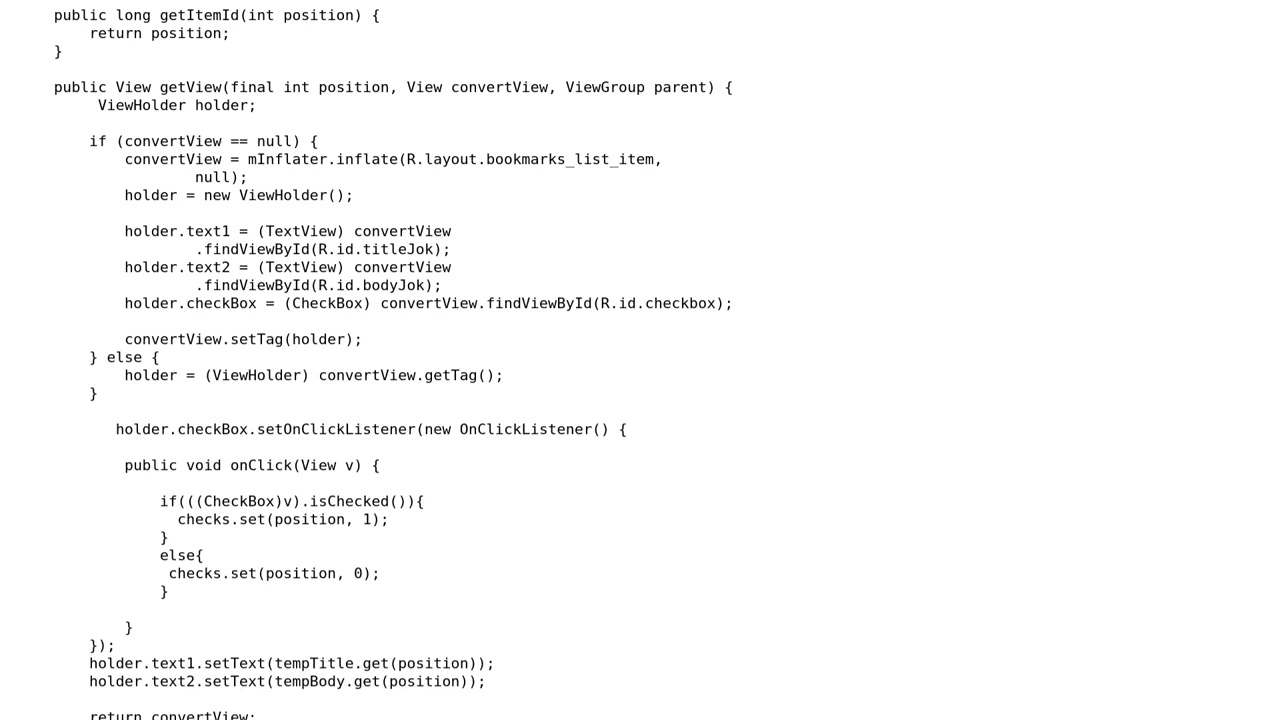 public long getItemId(int position) {
return position;
}
public View getView(final int position, View convertView, ViewGroup parent) {
ViewHolder holder;
if (convertView == null) {
convertView = mInflater.inflate(R.layout.bookmarks_list_item,
null);
holder = new ViewHolder();
holder.text1 = (TextView) convertView
.findViewById(R.id.titleJok);
holder.text2 = (TextView) convertView
.findViewById(R.id.bodyJok);
holder.checkBox = (CheckBox) convertView.findViewById(R.id.checkbox);
convertView.setTag(holder);
} else {
holder = (ViewHolder) convertView.getTag();
}
holder.checkBox.setOnClickListener(new OnClickListener() {
public void onClick(View v) {
if(((CheckBox)v).isChecked()){
checks.set(position, 1);
}
else{
checks.set(position, 0);
}
}
});
holder.text1.setText(tempTitle.get(position));
holder.text2.setText(tempBody.get(position));
return convertView;